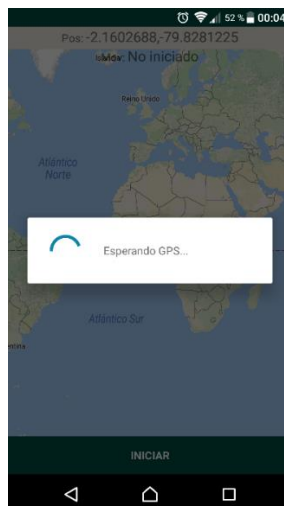 52 % 00:04
Pos: -2.1602688,-79.8281225
Mov: No iniciado
Reino Unido
Atlántico
Norte
Esperando GPS...
Atlántico Sur
INICIAR